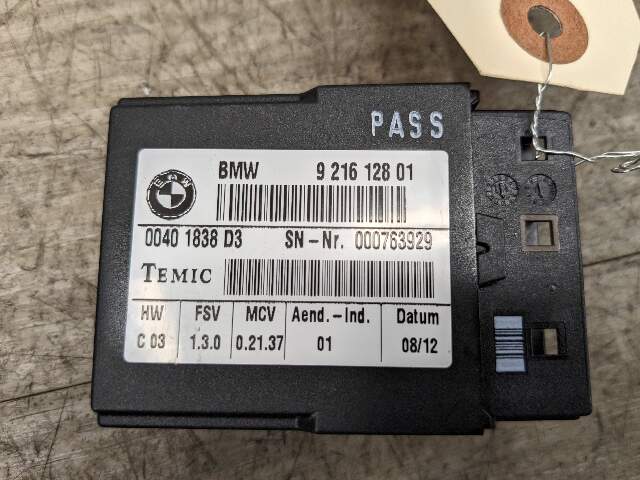 PASS
BMW 9 216 128 01
BMW
0040 1838 D3 SN-Nr. 000763929
TEMIC
HW FSV MCV Aend.-Ind. Datum
C 03 1.3.0 0.21.37 01 08/12